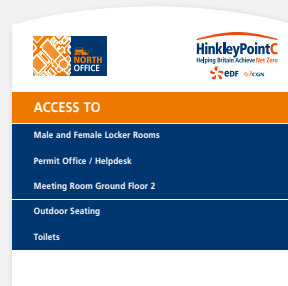 NORTH
OFFICE
HinkleyPointC
Helping Britain Achieve Net Zero
eDF CGN
ACCESS TO
Male and Female Locker Rooms
Permit Office / Helpdesk
Meeting Room Ground Floor 2
Outdoor Seating
Toilets